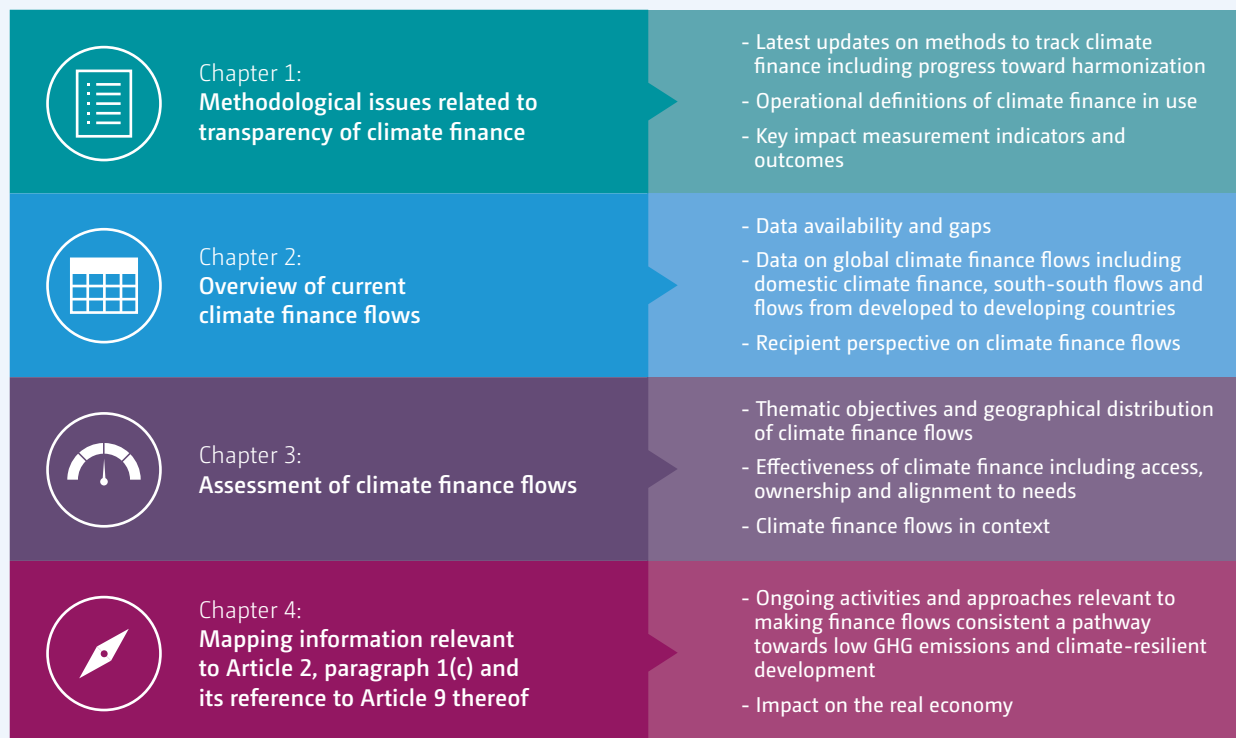 Chapter 1:
Methodological issues related to
transparency of climate finance
- Latest updates on methods to track climate
finance including progress toward harmonization
- Operational definitions of climate finance in use
- Key impact measurement indicators and
outcomes
Chapter 2:
Overview of current
climate finance flows
- Data availability and gaps
- Data on global climate finance flows including
domestic climate finance, south-south flows and
flows from developed to developing countries
- Recipient perspective on climate finance flows
Chapter 3:
Assessment of climate finance flows
- Thematic objectives and geographical distribution
of climate finance flows
- Effectiveness of climate finance including access,
ownership and alignment to needs
- Climate finance flows in context
Chapter 4:
Mapping information relevant
to Article 2, paragraph 1(c) and
its reference to Article 9 thereof
- Ongoing activities and approaches relevant to
making finance flows consistent a pathway
towards low GHG emissions and climate-resilient
development
- Impact on the real economy